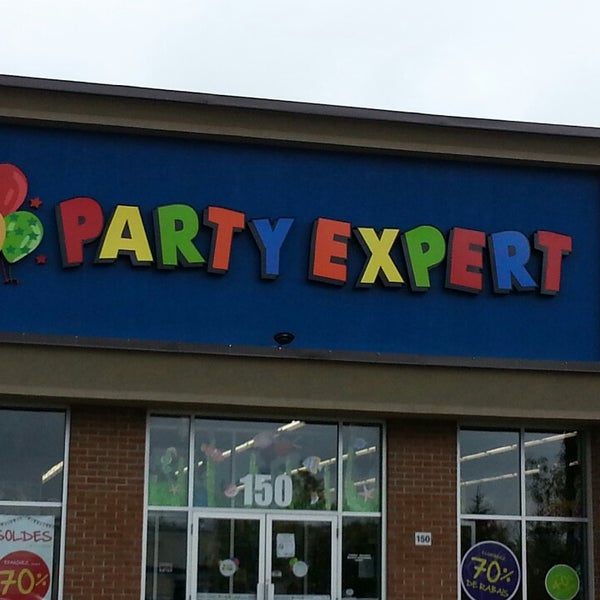 PARTY EXPERT
150
150
SOLDES
70%
70%
DE RABAIS